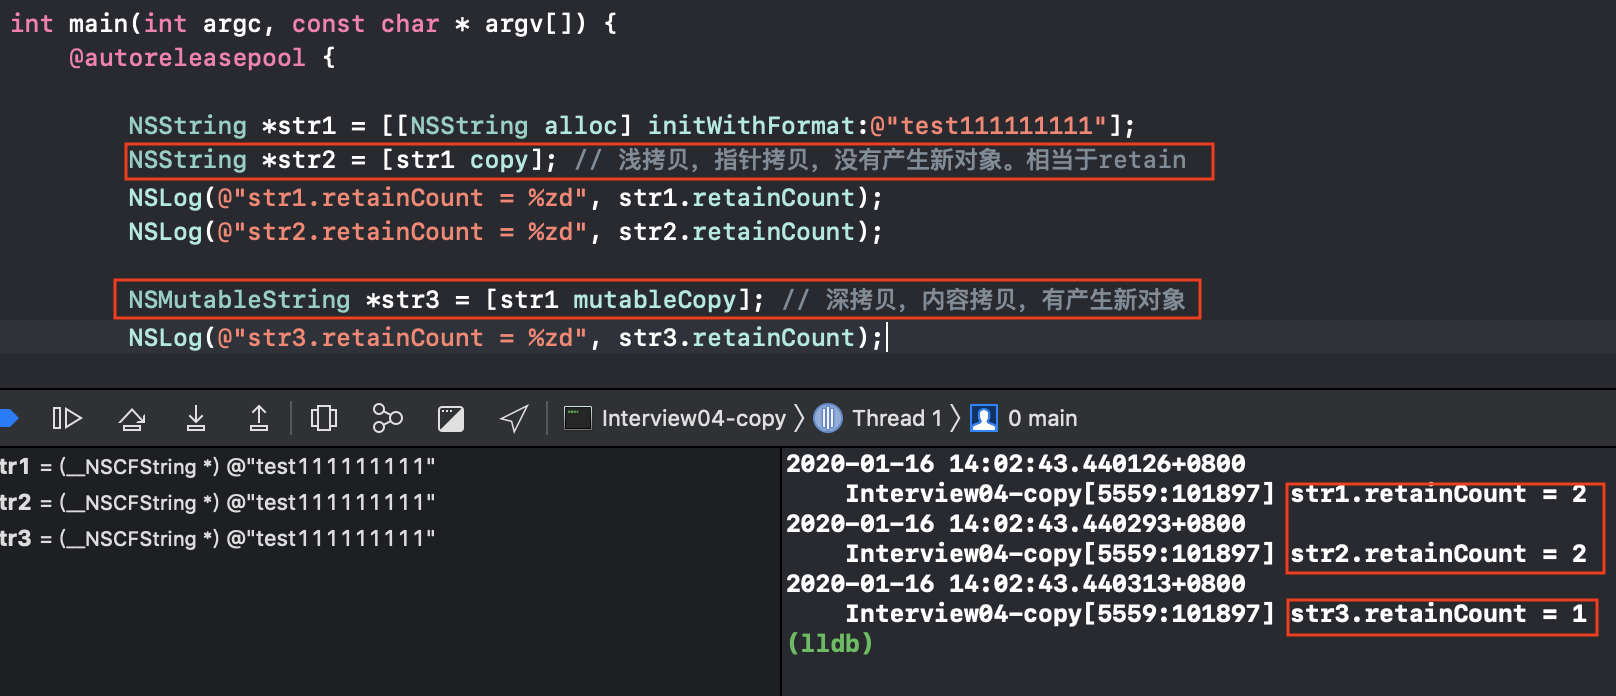 int main(int argc, const char * argv[]) {
@autoreleasepool {
NSString *str1 = [[NSString alloc] initWithFormat:@"test111111111"];
NSString *str2 = [str1 copy]; // 浅拷贝，指针拷贝，没有产生新对象。相当于retain
NSLog(@"str1.retainCount = %zd", str1.retainCount);
NSLog(@"str2.retainCount = %zd", str2.retainCount);
NSMutableString *str3 = [str1 mutableCopy]; // 深拷贝，内容拷贝，有产生新对象
NSLog(@"str3.retainCount = %zd", str3.retainCount);
Interview04-copy Thread 1 0 main
tr1 = (__NSCFString *) @"test111111111"
tr2 = (__NSCFString *) @"test111111111"
tr3 = (__NSCFString *) @"test111111111"
2020-01-16 14:02:43.440126+0800
Interview04-copy[5559:101897] str1.retainCount = 2
2020-01-16 14:02:43.440293+0800
Interview04-copy[5559:101897] str2.retainCount = 2
2020-01-16 14:02:43.440313+0800
Interview04-copy[5559:101897] str3.retainCount = 1
(lldb)